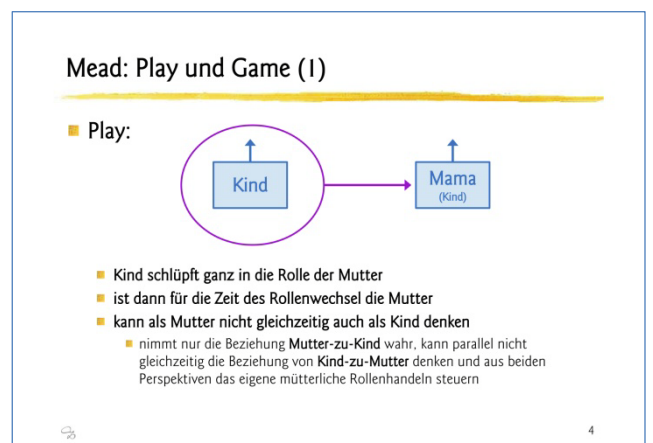 Mead: Play und Game (1)
Play:
Kind
Mama
(Kind)
Kind schlüpft ganz in die Rolle der Mutter
ist dann für die Zeit des Rollenwechsel die Mutter
kann als Mutter nicht gleichzeitig auch als Kind denken
nimmt nur die Beziehung Mutter-zu-Kind wahr, kann parallel nicht
gleichzeitig die Beziehung von Kind-zu-Mutter denken und aus beiden
Perspektiven das eigene mütterliche Rollenhandeln steuern
4